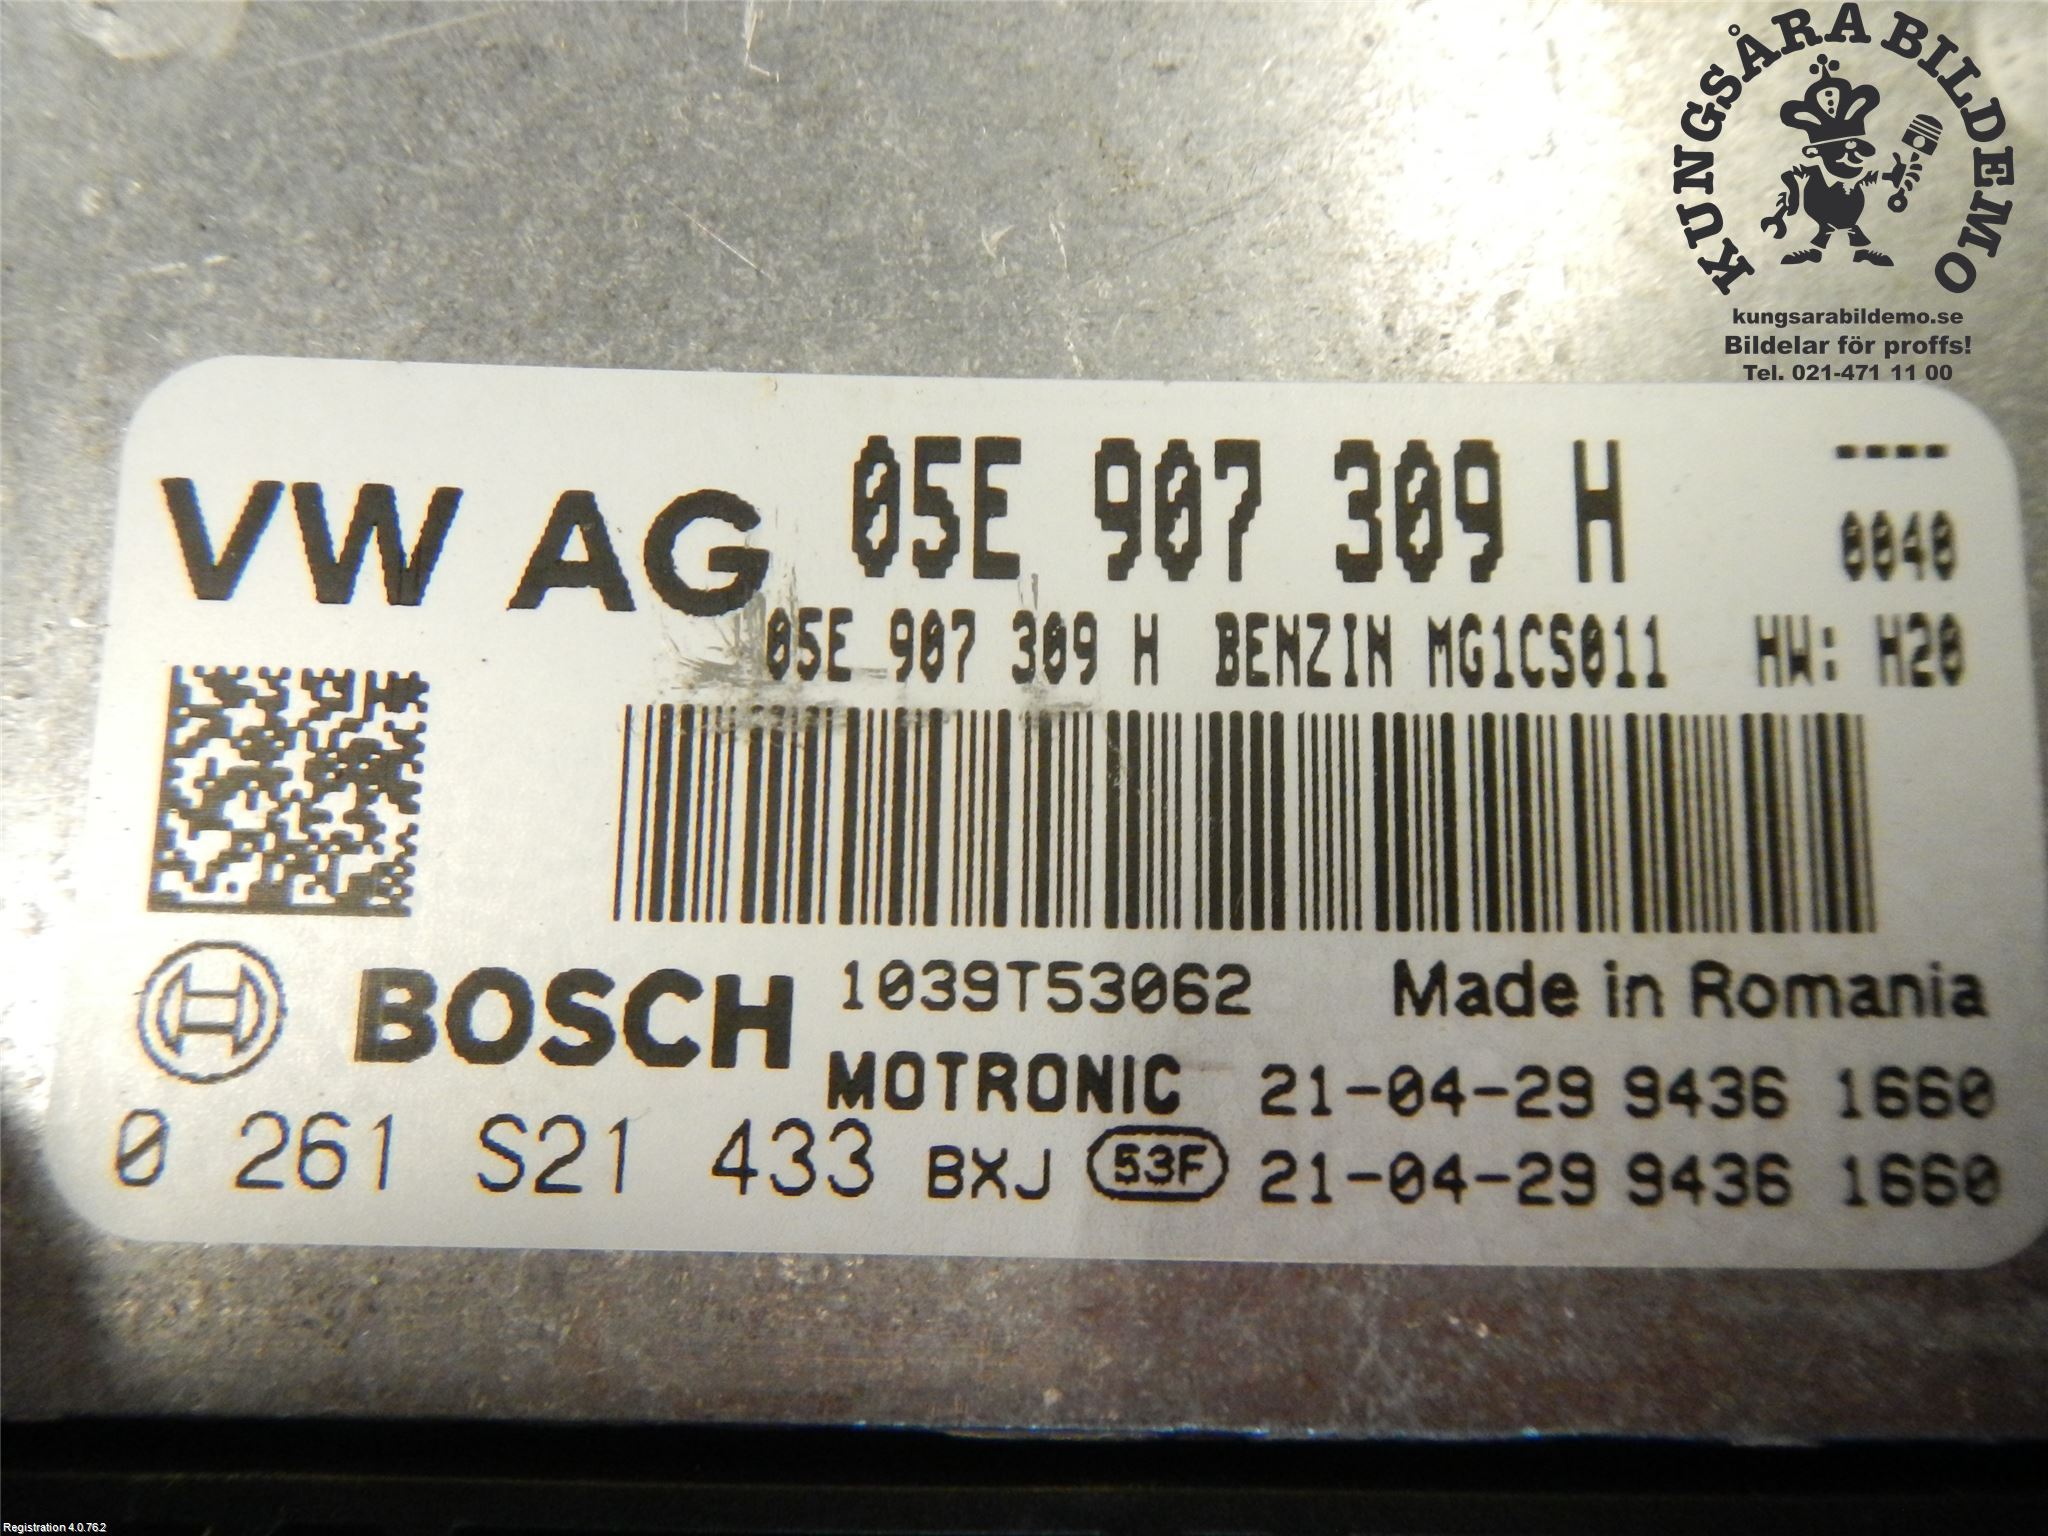 KUNGSÅRA BILDEMO
kungsarabildemo.se
Bildelar för proffs!
Tel. 021-471 11 00
VW AG 05E 907 309 H ----
0040
05E 907 309 H BENZIN MG1CS011 HW: H20
BOSCH 1039T53062 Made in Romania
MOTRONIC 21-04-29 9436 1660
0 261 S21 433 BXJ 53F 21-04-29 9436 1660
Registration 4.0.76.2